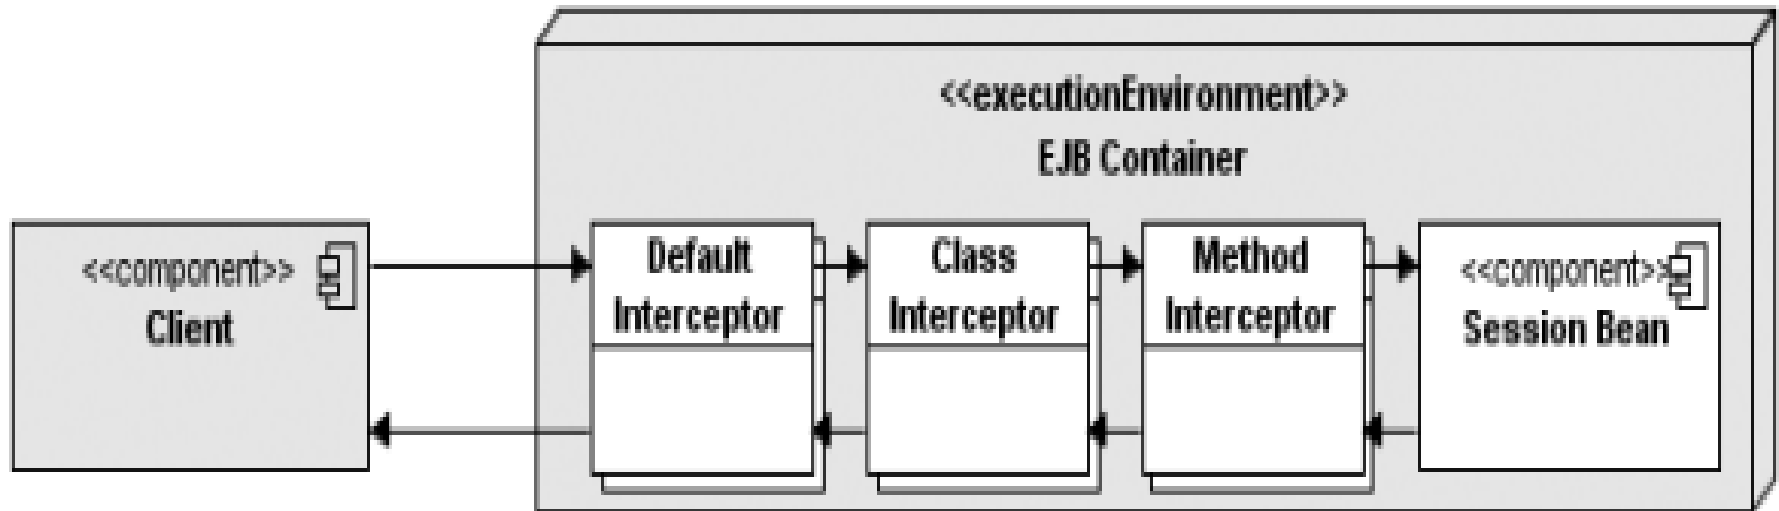 <<executionEnvironment>>
EJB Container
<<component>>
Client
Default
Interceptor
Class
Interceptor
Method
Interceptor
<<component>>
Session Bean